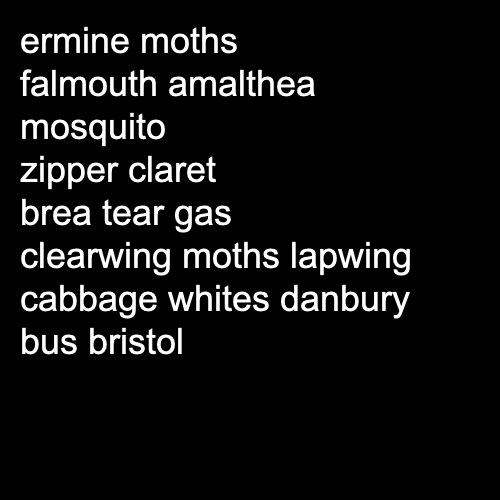 ermine moths
falmouth amalthea
mosquito
zipper claret
brea tear gas
clearwing moths lapwing
cabbage whites danbury
bus bristol